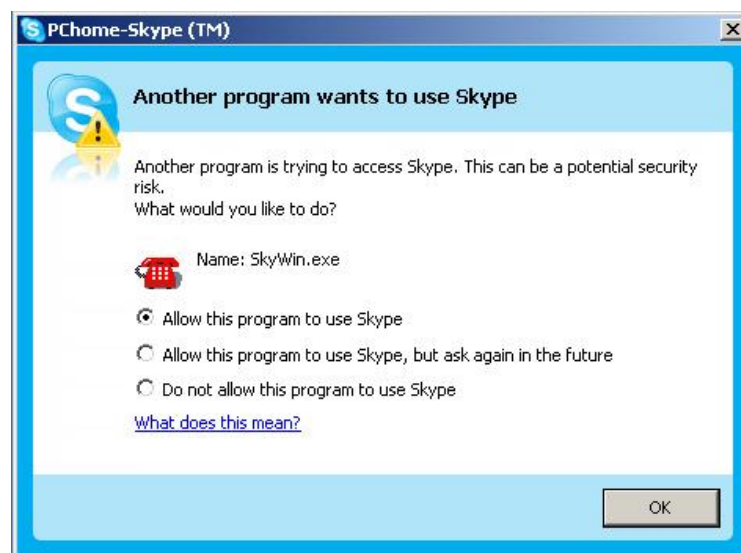 PChome-Skype (TM)
Another program wants to use Skype
Another program is trying to access Skype. This can be a potential security
risk.
What would you like to do?
Name: SkyWin.exe
Allow this program to use Skype
Allow this program to use Skype, but ask again in the future
Do not allow this program to use Skype
What does this mean?
OK